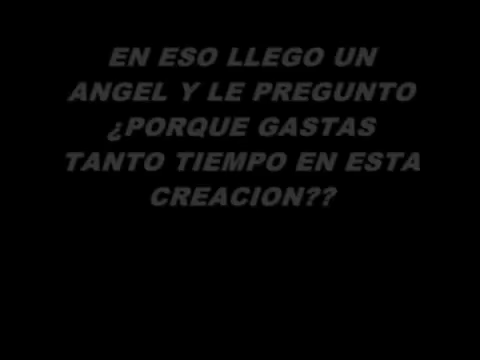 EN ESO LLEGO UN
ANGEL Y LE PREGUNTO
¿PORQUE GASTAS
TANTO TIEMPO EN ESTA
CREACION??